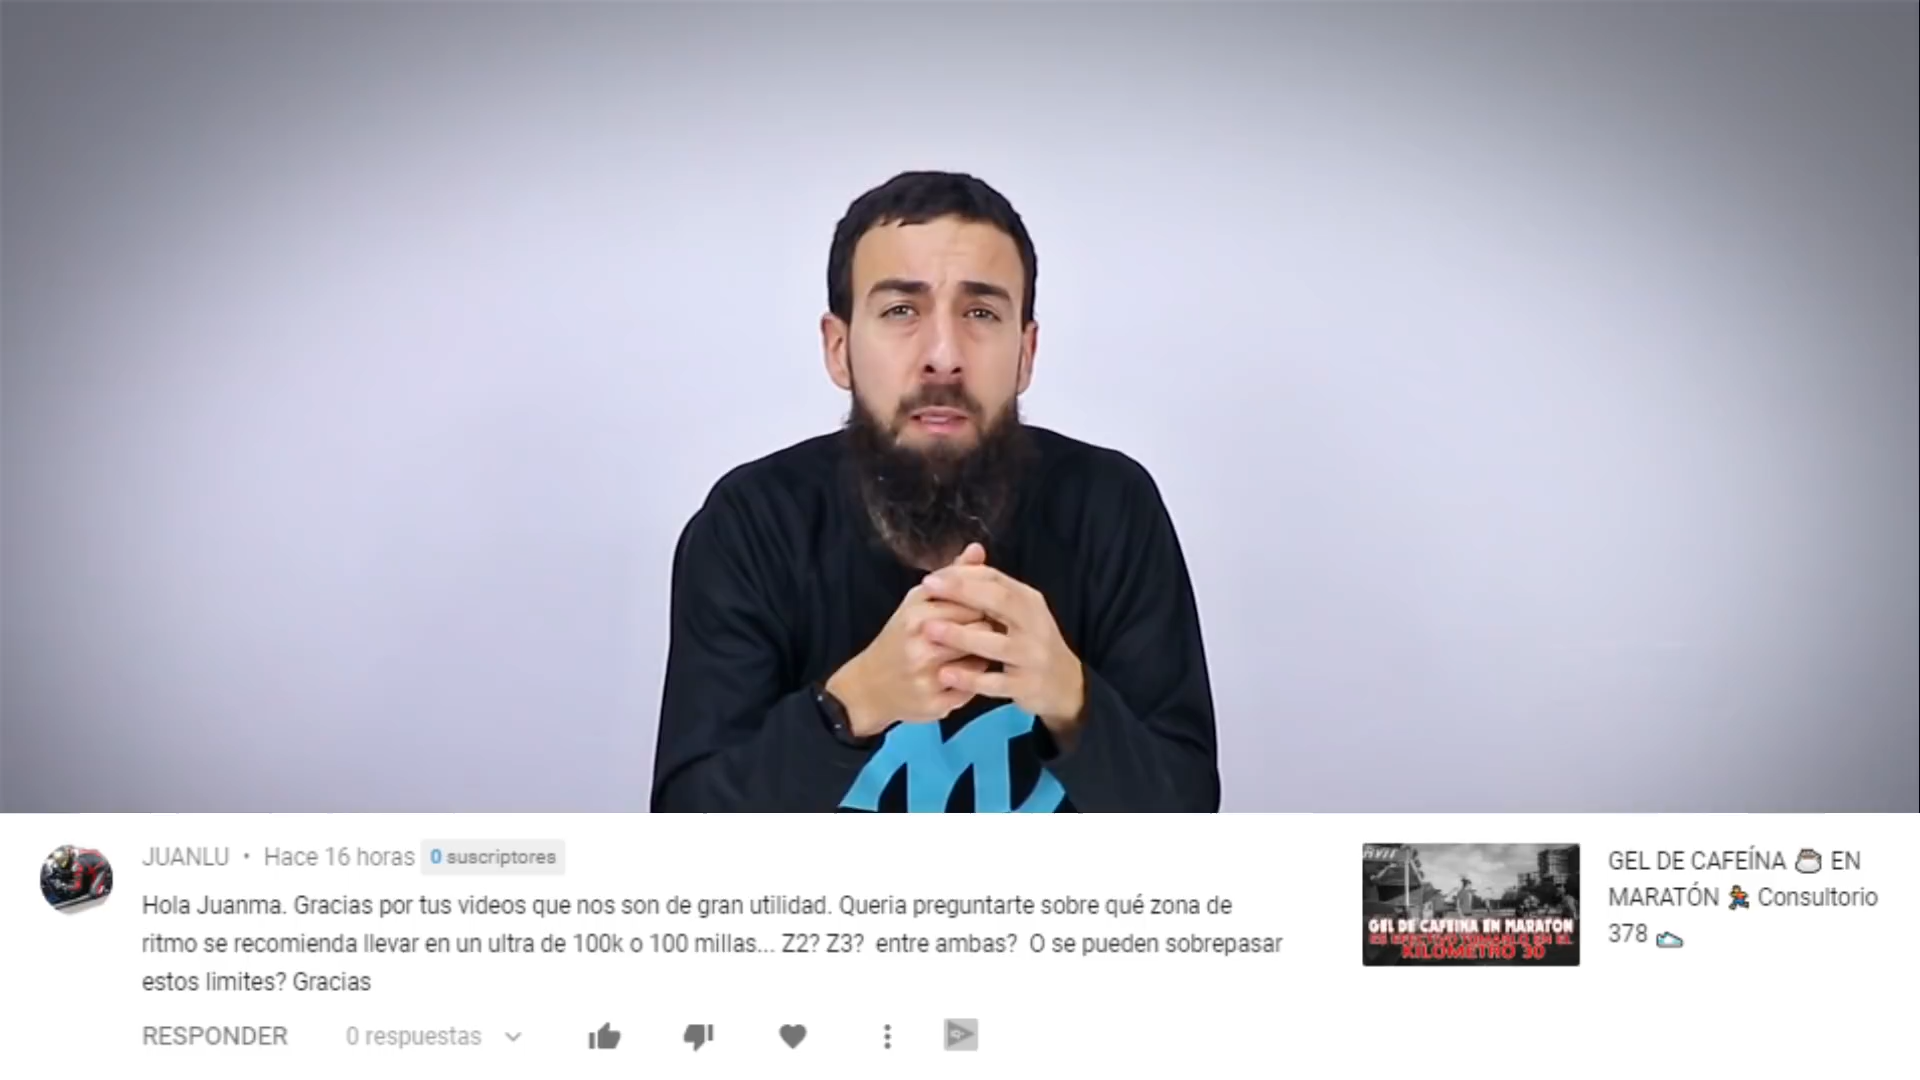 M
JUANLU • Hace 16 horas 0 suscriptores
Hola Juanma. Gracias por tus videos que nos son de gran utilidad. Queria preguntarte sobre qué zona de
ritmo se recomienda llevar en un ultra de 100k o 100 millas... Z2? Z3? entre ambas? O se pueden sobrepasar
estos limites? Gracias
RESPONDER 0 respuestas
GEL DE CAFEINA EN MARATON
KILOMETRO 30
GEL DE CAFEÍNA EN
MARATÓN Consultorio
378